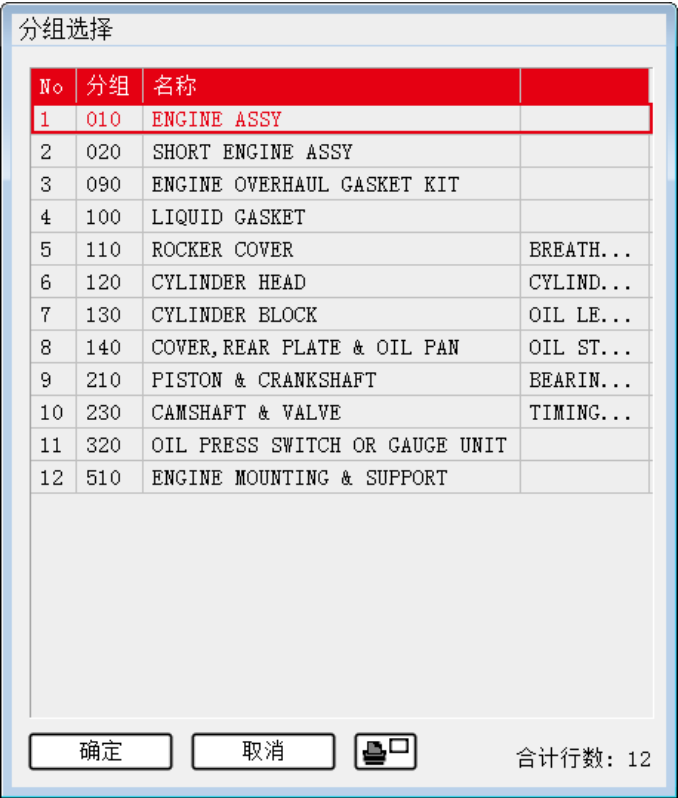 分组选择
No 分组 名称
1 010 ENGINE ASSY
2 020 SHORT ENGINE ASSY
3 090 ENGINE OVERHAUL GASKET KIT
4 100 LIQUID GASKET
5 110 ROCKER COVER BREATH...
6 120 CYLINDER HEAD CYLIND...
7 130 CYLINDER BLOCK OIL LE...
8 140 COVER,REAR PLATE & OIL PAN OIL ST...
9 210 PISTON & CRANKSHAFT BEARIN...
10 230 CAMSHAFT & VALVE TIMING...
11 320 OIL PRESS SWITCH OR GAUGE UNIT
12 510 ENGINE MOUNTING & SUPPORT
确定 取消 合计行数: 12